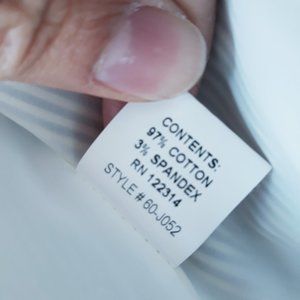 CONTENTS:
97% COTTON
3% SPANDEX
RN 122314
STYLE # 60-J052